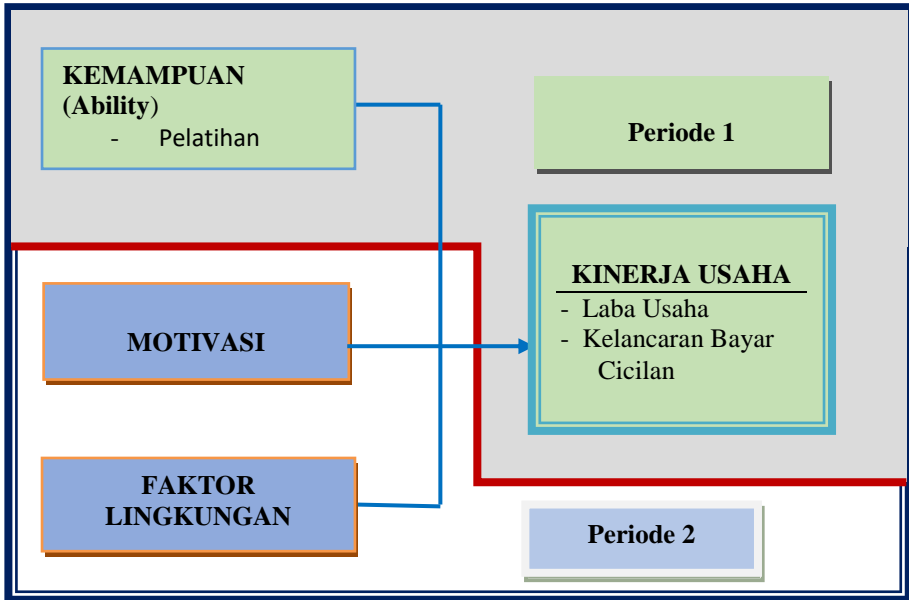 KEMAMPUAN
(Ability)
- Pelatihan
Periode 1
KINERJA USAHA
- Laba Usaha
- Kelancaran Bayar
Cicilan
MOTIVASI
FAKTOR
LINGKUNGAN
Periode 2